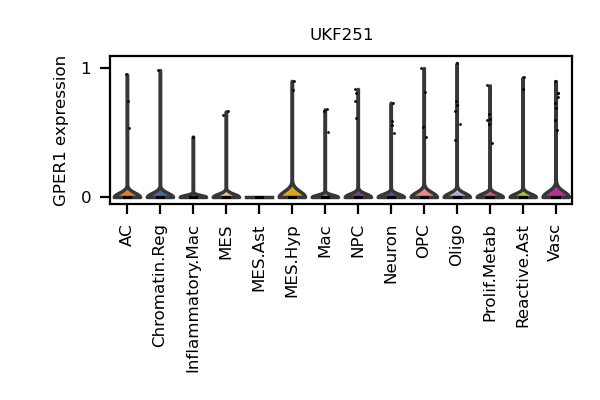 UKF251
GPER1 expression
1
0
AC
Chromatin.Reg
Inflammatory.Mac
MES
MES.Ast
MES.Hyp
Mac
NPC
Neuron
OPC
Oligo
Prolif.Metab
Reactive.Ast
Vasc